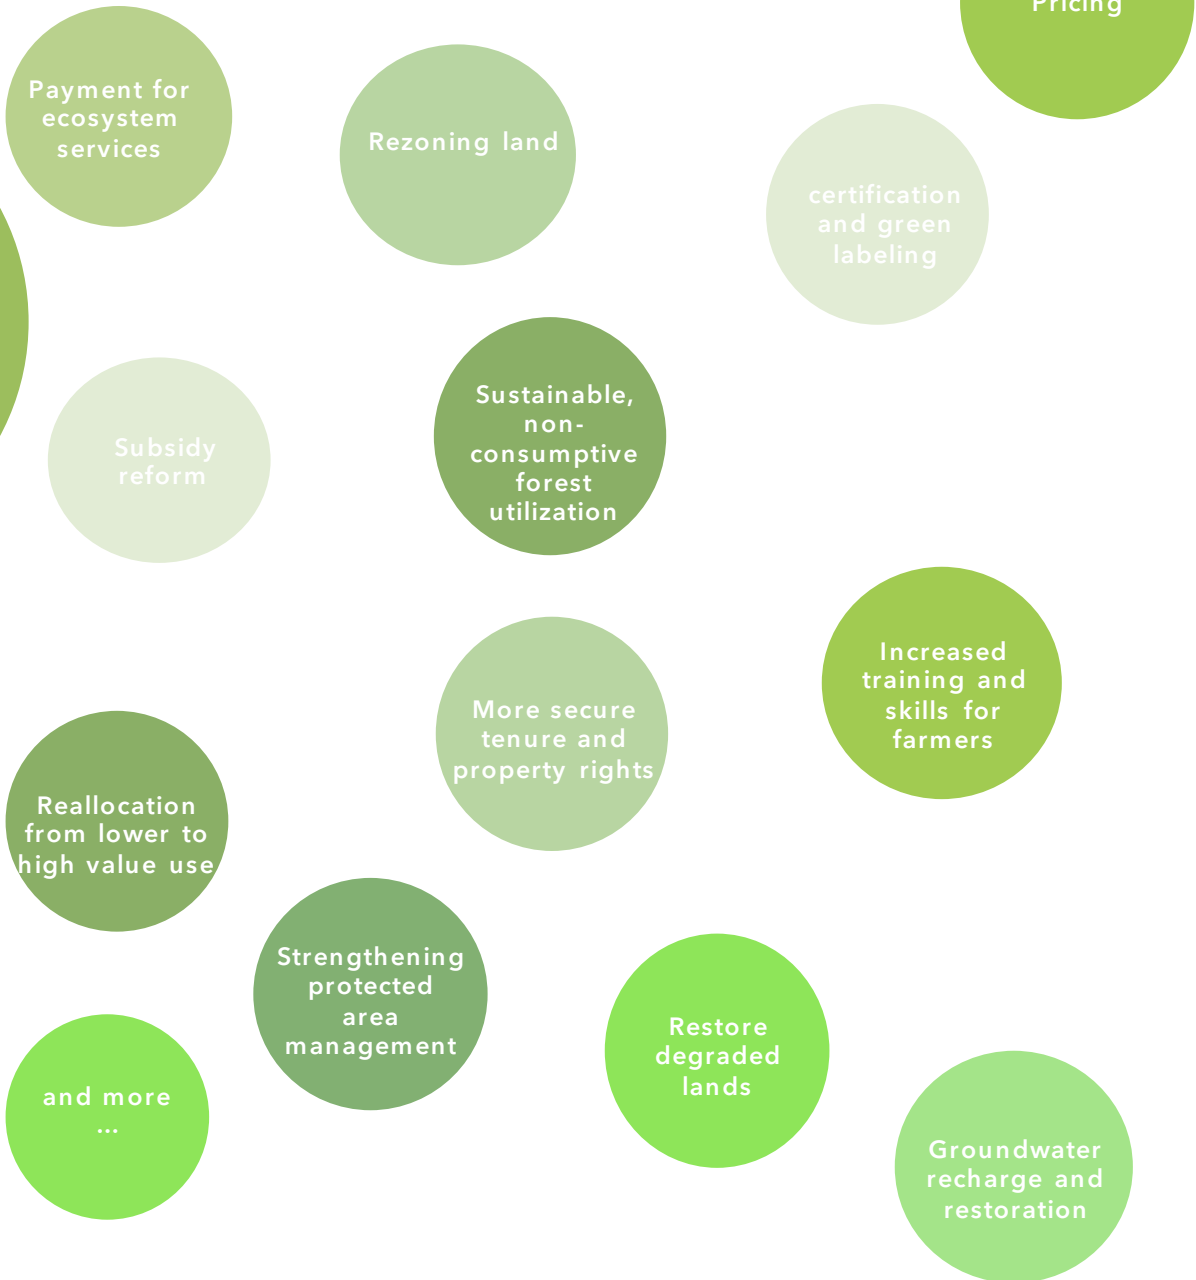 Pricing
Payment for
ecosystem
services
Rezoning land
certification
and green
labeling
Sustainable,
non-
consumptive
forest
utilization
Subsidy
reform
Increased
training and
skills for
farmers
More secure
tenure and
property rights
Reallocation
from lower to
high value use
Strengthening
protected
area
management
Restore
degraded
lands
and more
...
Groundwater
recharge and
restoration